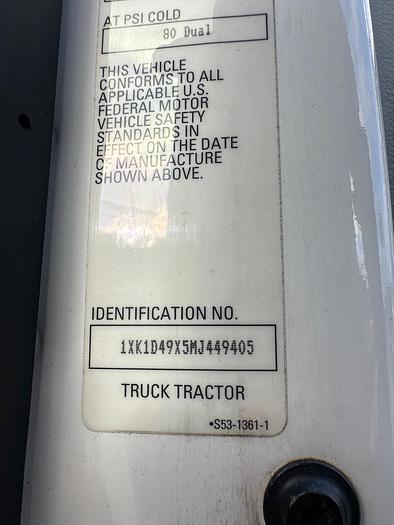 AT PSI COLD
80 Dual
THIS VEHICLE
CONFORMS TO ALL
APPLICABLE U.S.
FEDERAL MOTOR
VEHICLE SAFETY
STANDARDS IN
EFFECT ON THE DATE
OF MANUFACTURE
SHOWN ABOVE.
IDENTIFICATION NO.
1XK1D49X5MJ449405
TRUCK TRACTOR
•S53-1361-1